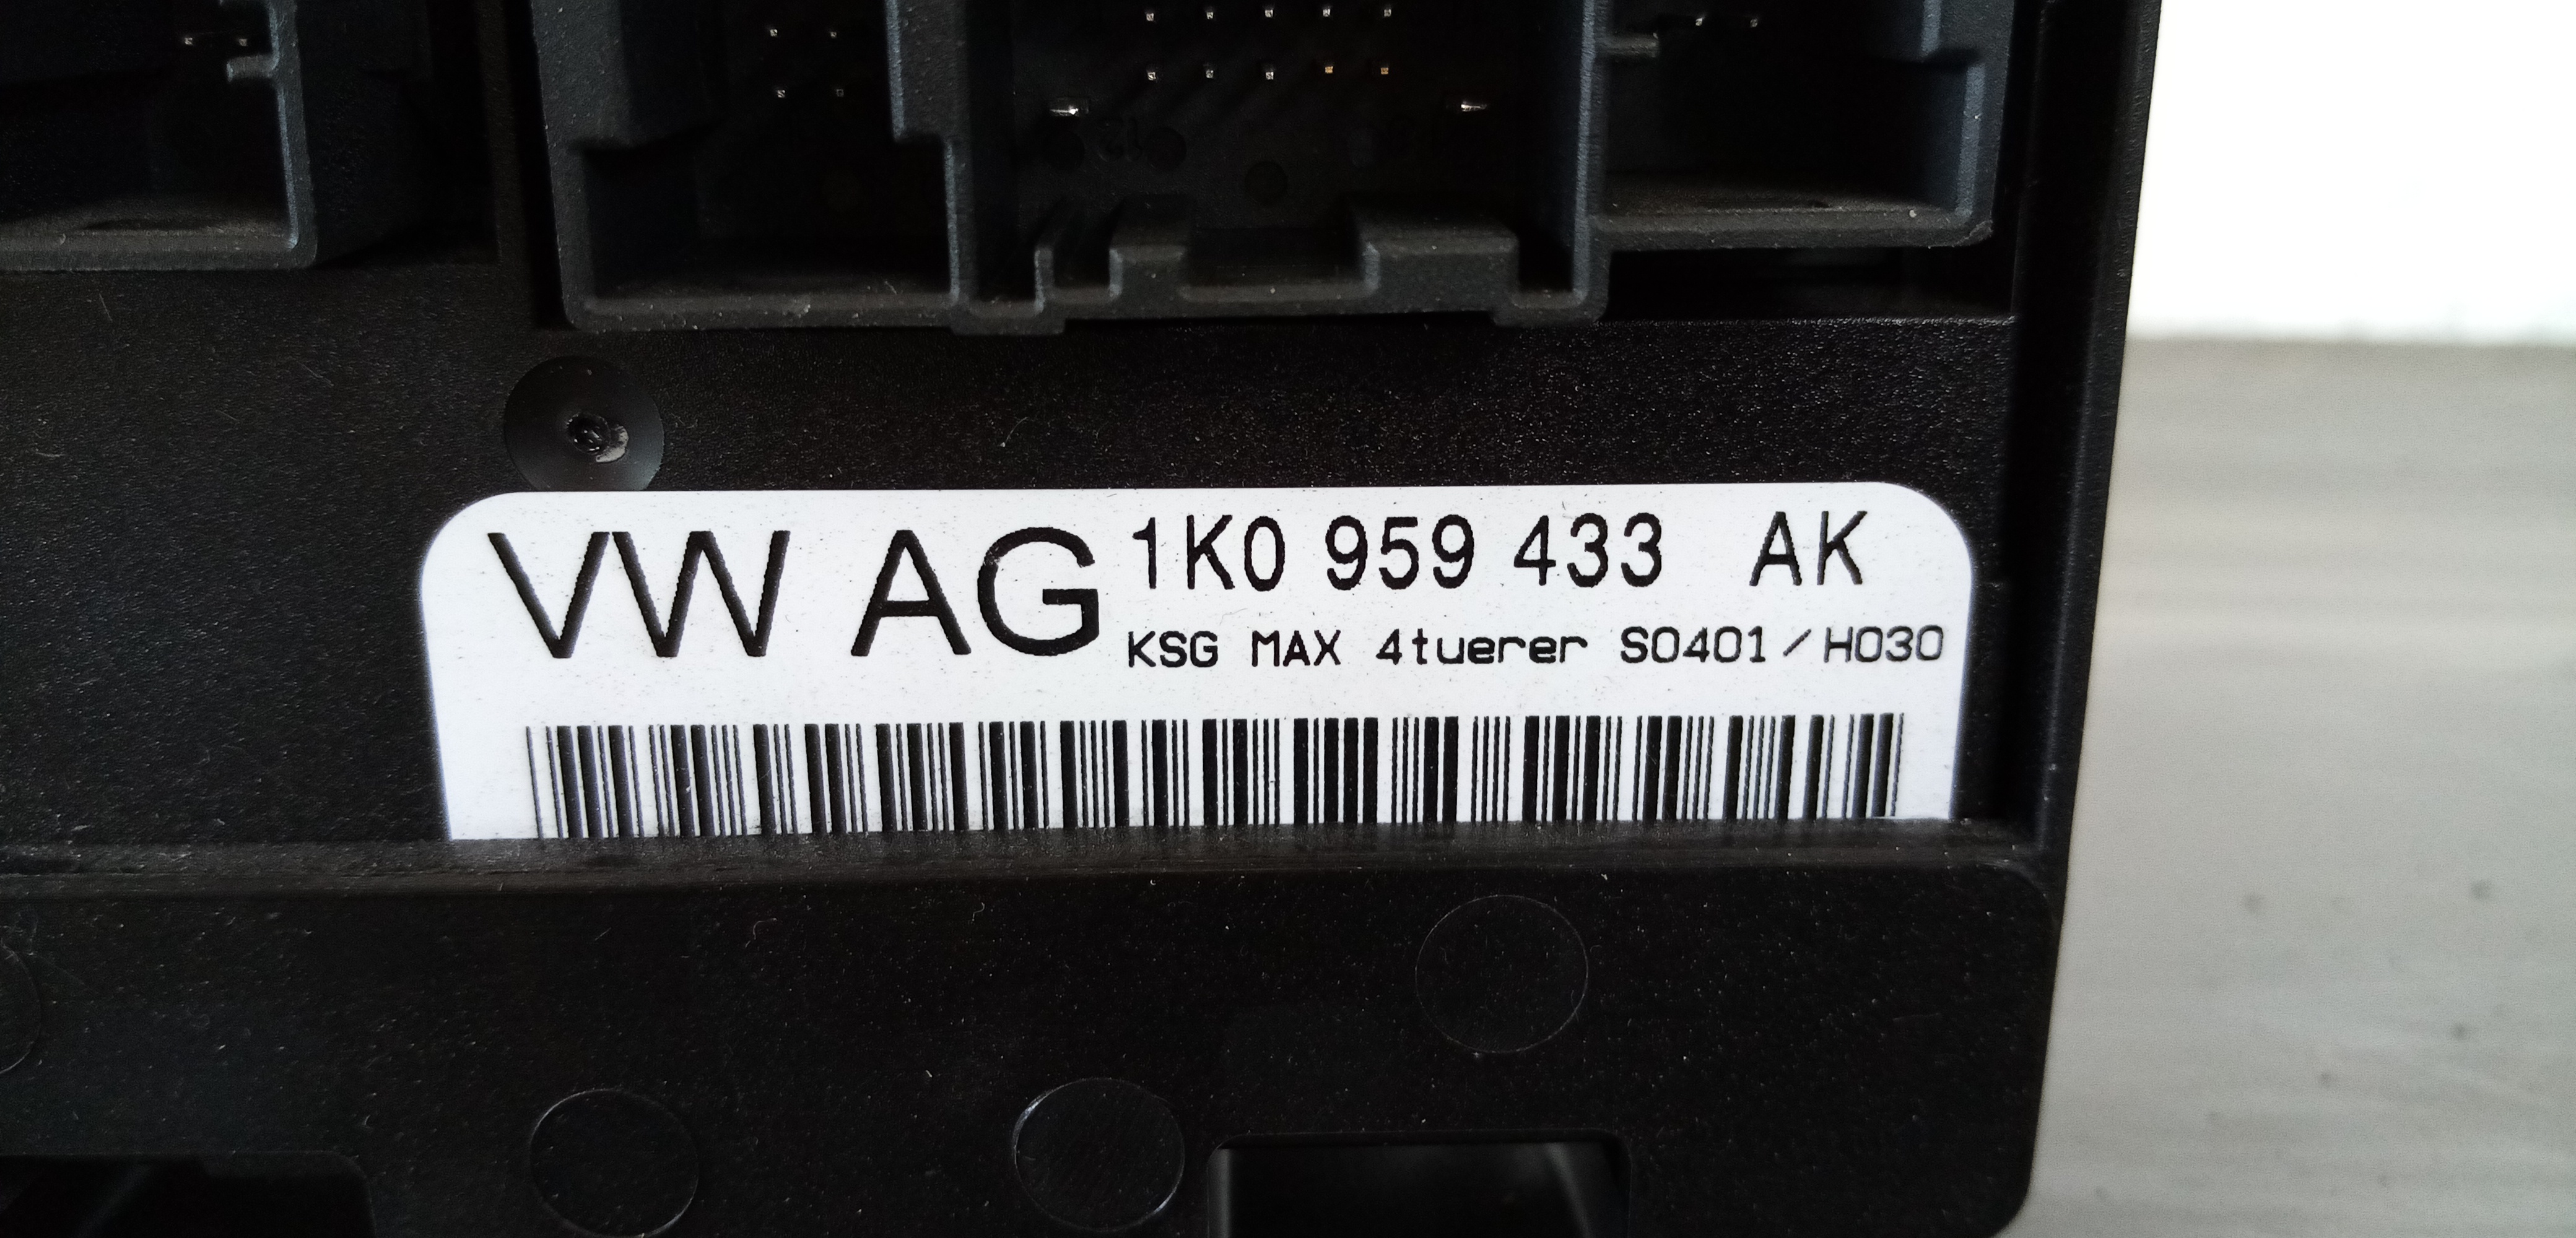 VW AG 1K0 959 433 AK
KSG MAX 4tuerer S0401/H030